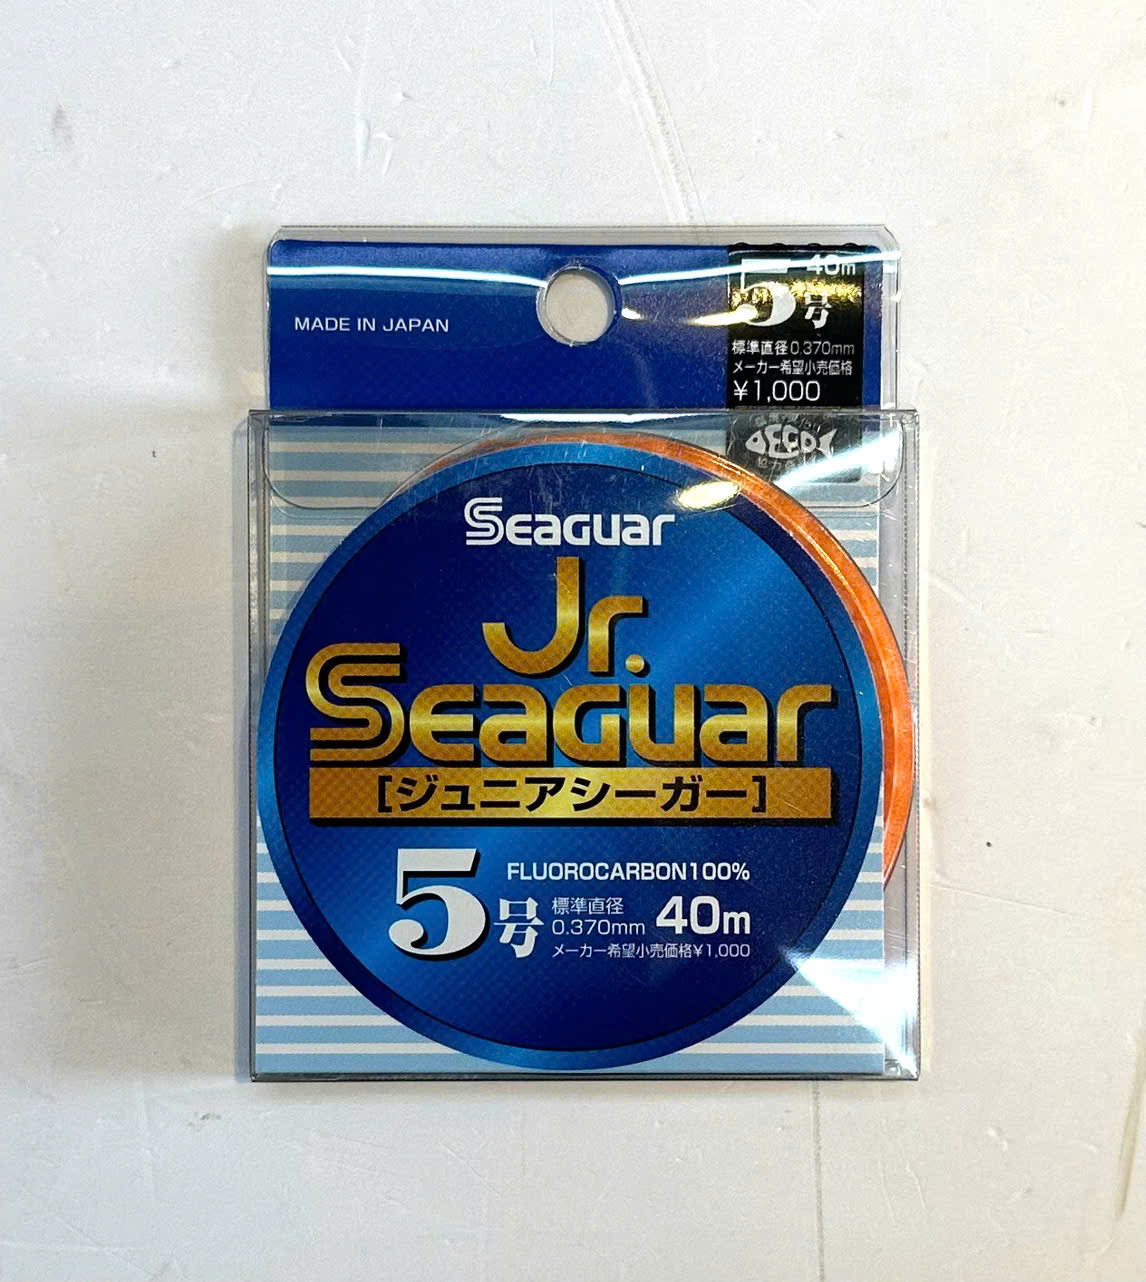 MADE IN JAPAN
5号 40m
標準直径0.370mm
メーカー希望小売価格
¥1,000
DECO
協力
SEAGUAR
Jr.
SEAGUAR
[ジュニアシーガー]
5号
FLUOROCARBON100%
標準直径
0.370mm
40m
メーカー希望小売価格¥1,000